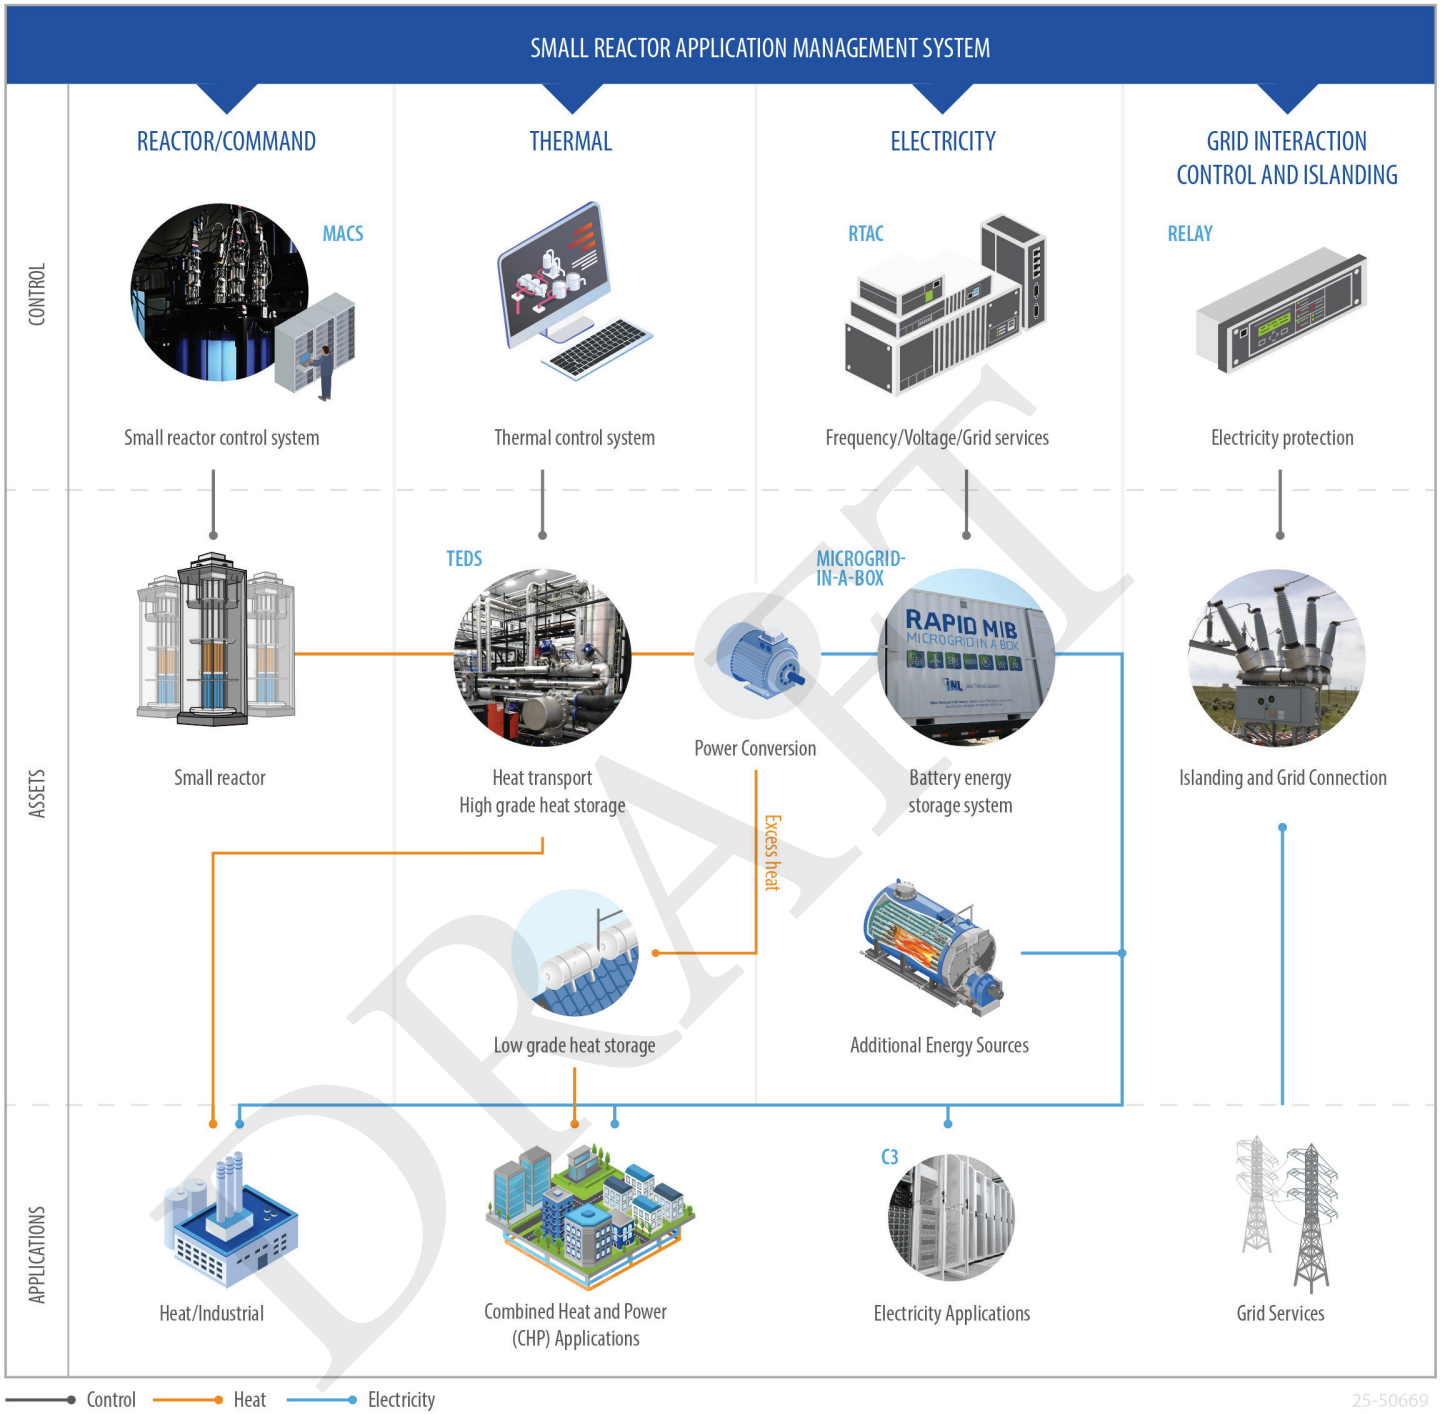 SMALL REACTOR APPLICATION MANAGEMENT SYSTEM
REACTOR/COMMAND
THERMAL
ELECTRICITY
GRID INTERACTION
CONTROL AND ISLANDING
CONTROL
MACS
RTAC
RELAY
Small reactor control system
Thermal control system
Frequency/Voltage/Grid services
Electricity protection
ASSETS
TEDS
MICROGRID-
IN-A-BOX
RAPID MIB
MICROGRID IN A BOX
INL
Small reactor
Heat transport
High grade heat storage
Power Conversion
Battery energy
storage system
Islanding and Grid Connection
Excess heat
Low grade heat storage
Additional Energy Sources
APPLICATIONS
C3
Heat/Industrial
Combined Heat and Power
(CHP) Applications
Electricity Applications
Grid Services
DRAFT
Control
Heat
Electricity
25-50669